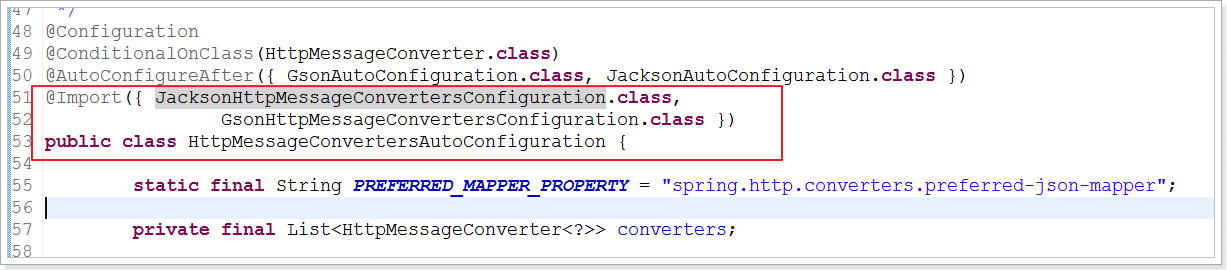 47 */
48 @Configuration
49 @ConditionalOnClass(HttpMessageConverter.class)
50 @AutoConfigureAfter({ GsonAutoConfiguration.class, JacksonAutoConfiguration.class })
51 @Import({ JacksonHttpMessageConvertersConfiguration.class,
52 GsonHttpMessageConvertersConfiguration.class })
53 public class HttpMessageConvertersAutoConfiguration {
54
55 static final String PREFERRED_MAPPER_PROPERTY = "spring.http.converters.preferred-json-mapper";
56
57 private final List<HttpMessageConverter<?>> converters;
58